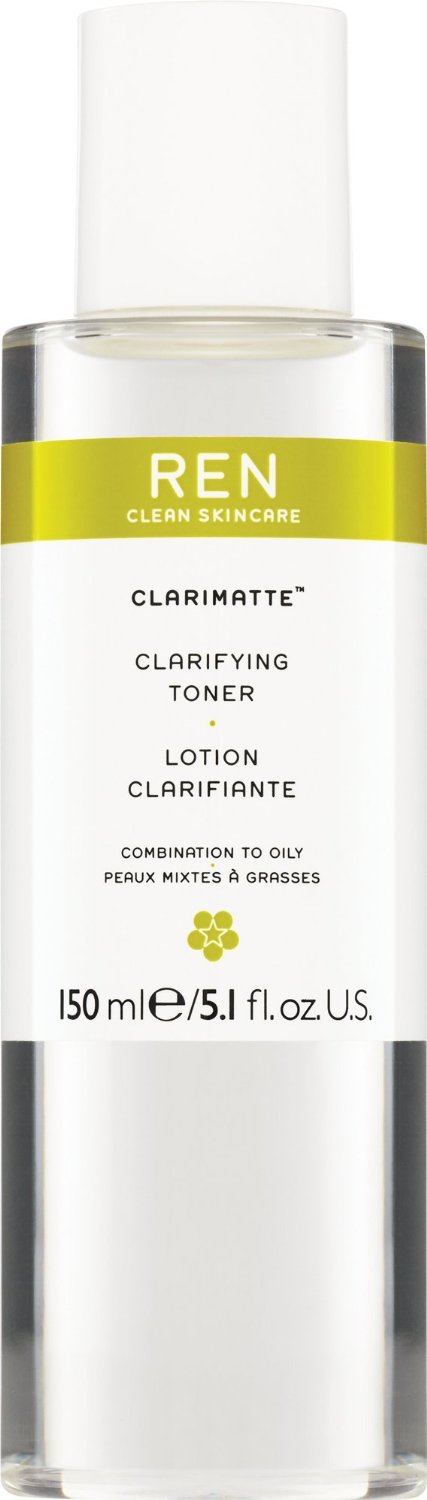 REN
CLEAN SKINCARE
CLARIMATTE™
CLARIFYING
TONER
LOTION
CLARIFIANTE
COMBINATION TO OILY
PEAUX MIXTES À GRASSES
150 ml℮/5.1 fl. oz. U.S.